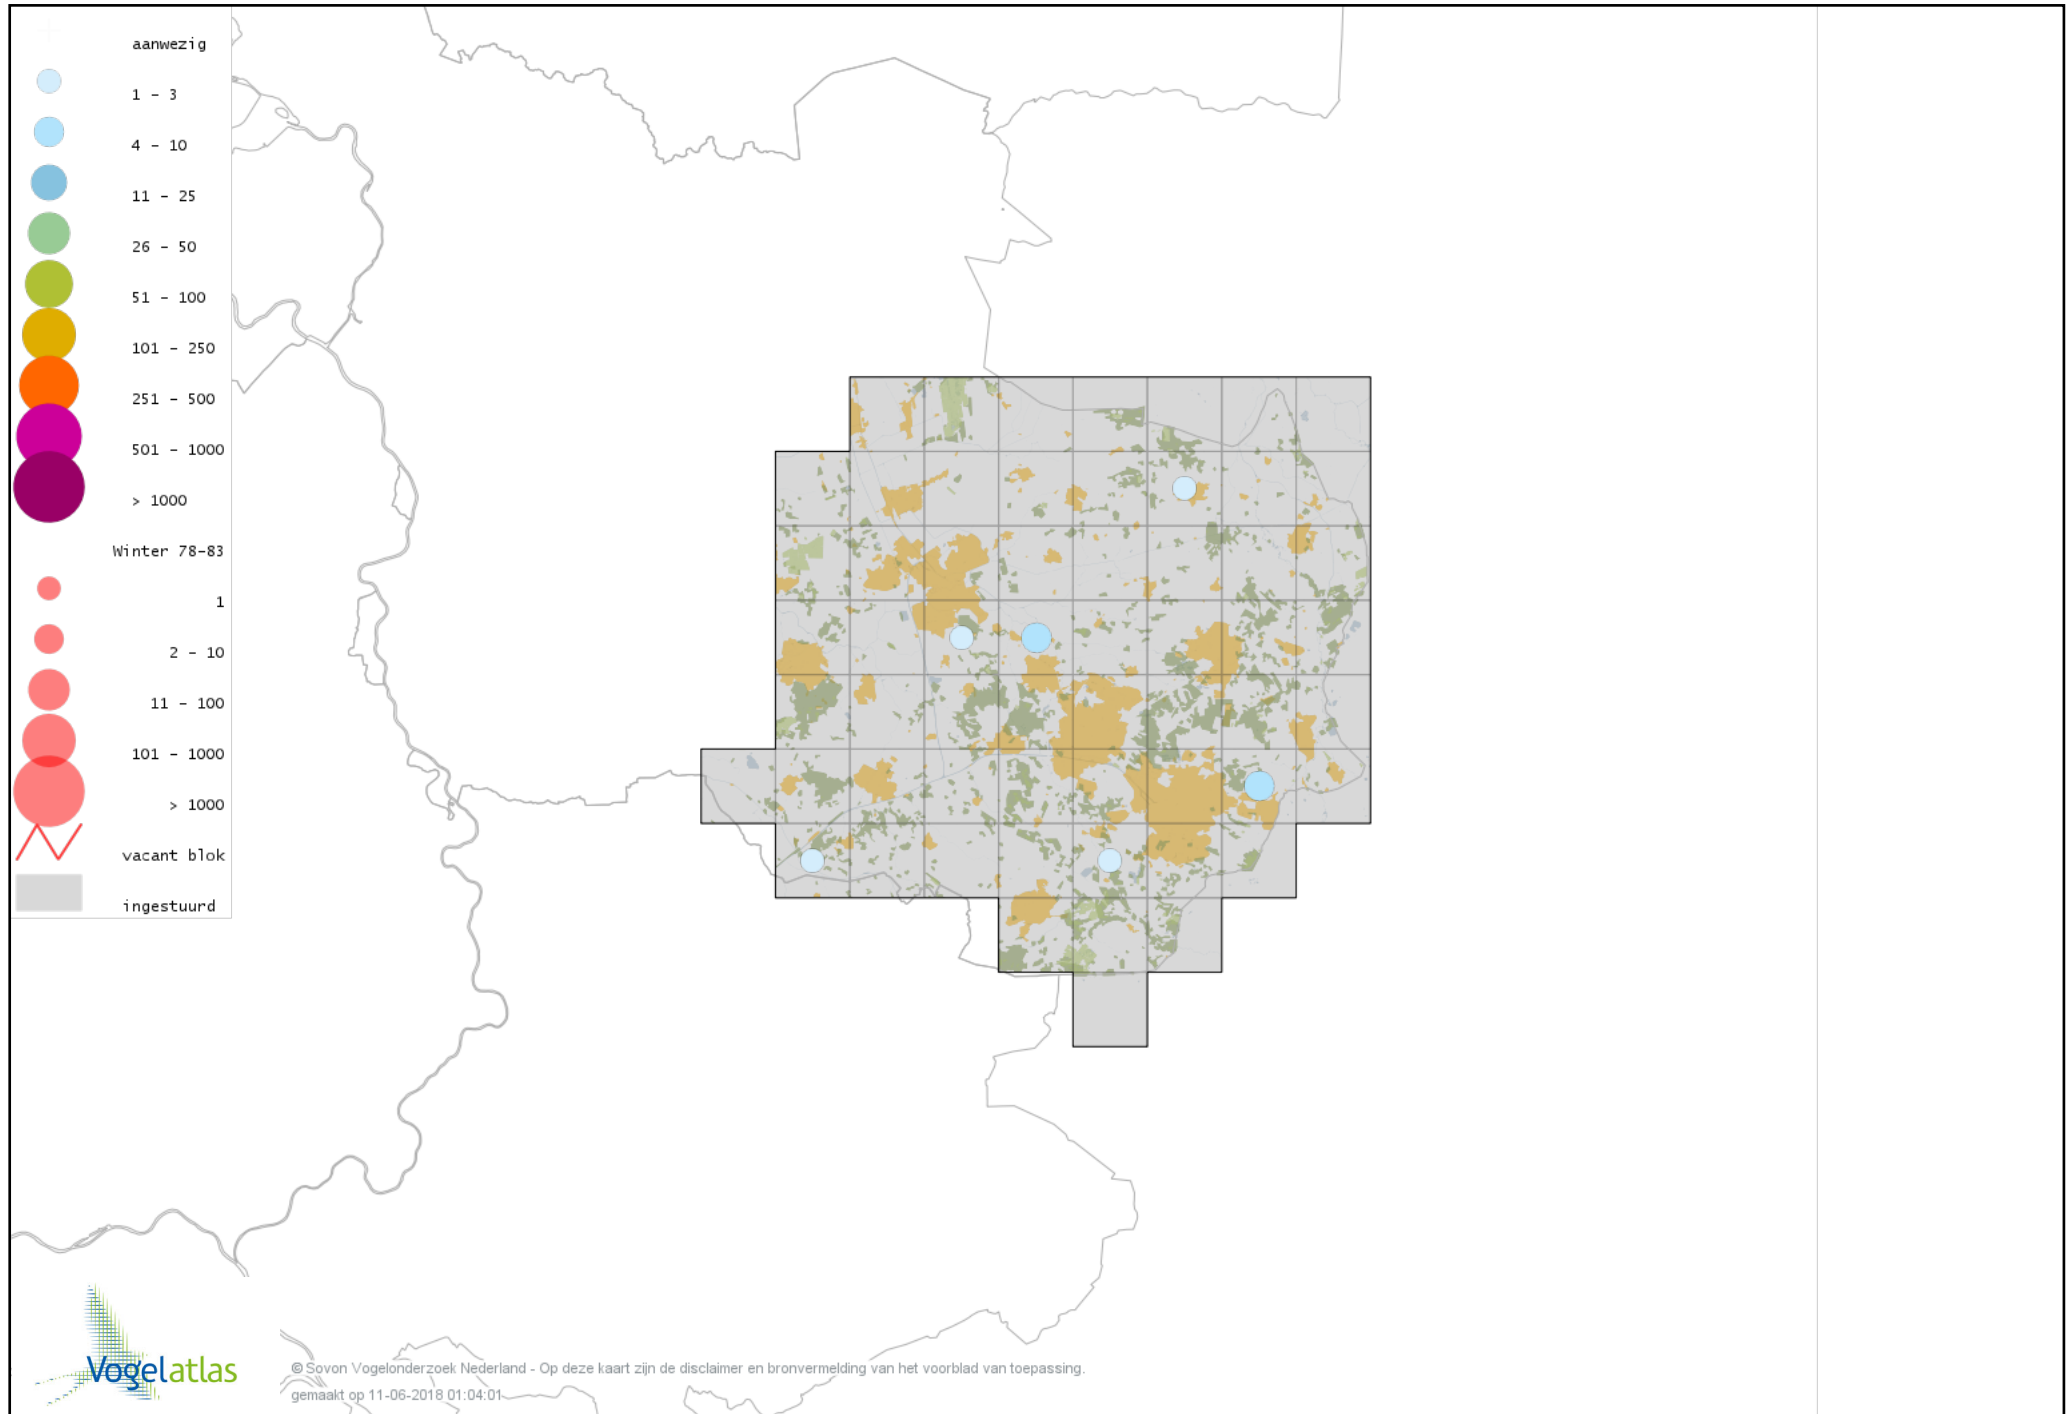 aanwezig
1 - 3
4 - 10
11 - 25
26 - 50
51 - 100
101 - 250
251 - 500
501 - 1000
> 1000
Winter 78-83
1
2 - 10
11 - 100
101 - 1000
> 1000
vacant blok
ingestuurd
Vogelatlas
© Sovon Vogelonderzoek Nederland - Op deze kaart zijn de disclaimer en bronvermelding van het voorblad van toepassing.
gemaakt op 11-06-2018 01:04:01